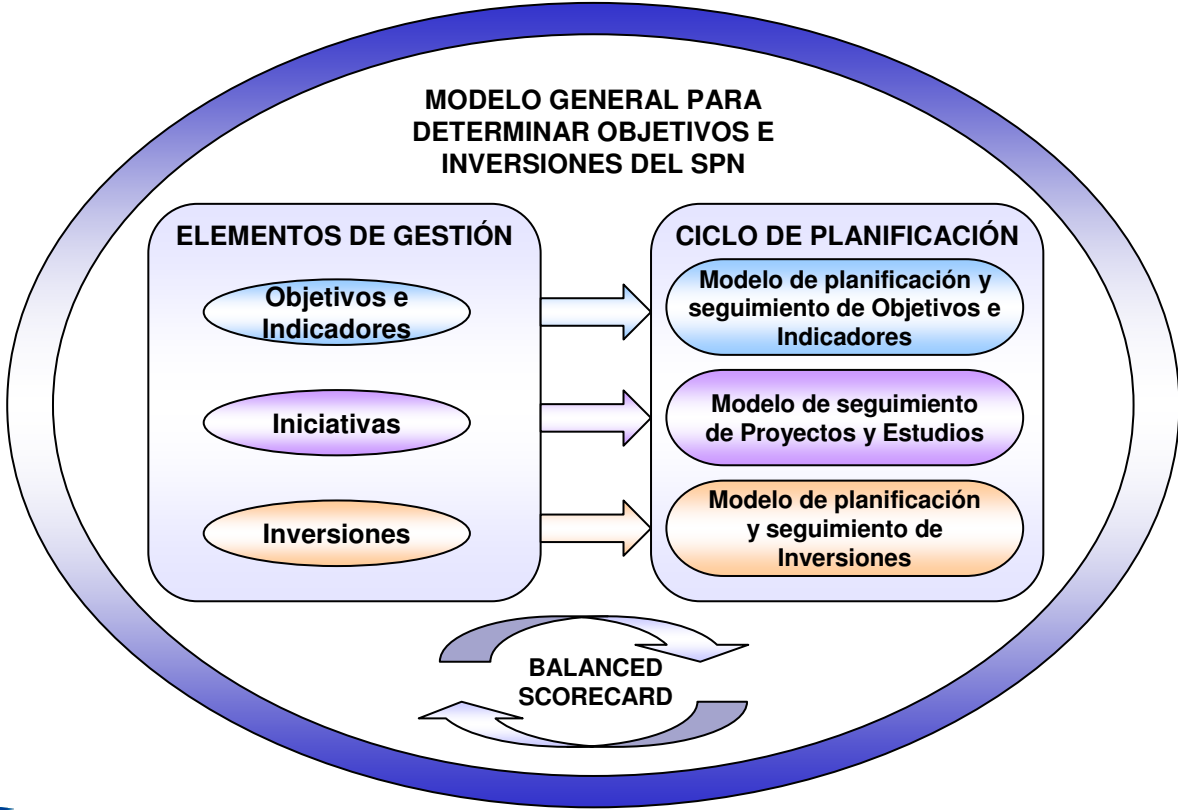 MODELO GENERAL PARA
DETERMINAR OBJETIVOS E
INVERSIONES DEL SPN
ELEMENTOS DE GESTIÓN
Objetivos e
Indicadores
Iniciativas
Inversiones
CICLO DE PLANIFICACIÓN
Modelo de planificación y
seguimiento de Objetivos e
Indicadores
Modelo de seguimiento
de Proyectos y Estudios
Modelo de planificación
y seguimiento de
Inversiones
BALANCED
SCORECARD